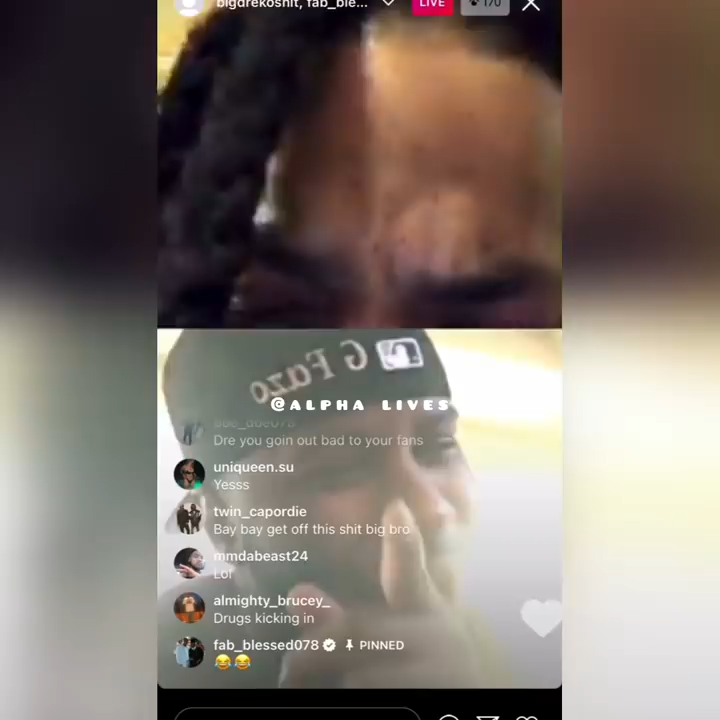 bigdrekoshit, fab_ble...
LIVE
170
G Fazo
@ALPHA LIVES
Dre you goin out bad to your fans
uniqueen.su
Yesss
twin_capordie
Bay bay get off this shit big bro
mmdabeast24
Lol
almighty_brucey_
Drugs kicking in
fab_blessed078 PINNED
😂😂